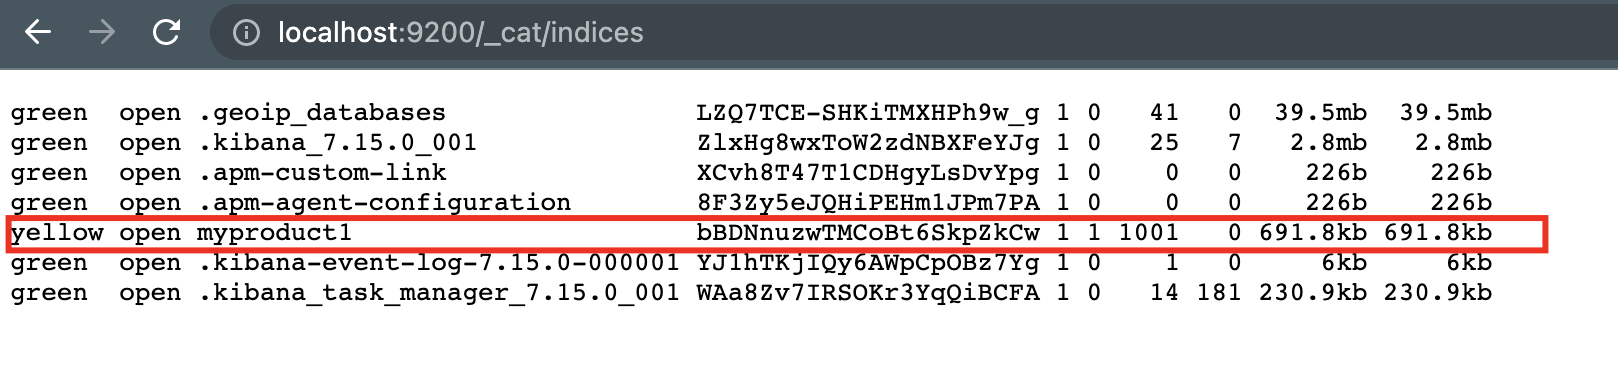 localhost:9200/_cat/indices
green open .geoip_databases LZQ7TCE-SHKiTMXHPh9w_g 1 0 41 0 39.5mb 39.5mb
green open .kibana_7.15.0_001 ZlxHg8wxToW2zdNBXFeYJg 1 0 25 7 2.8mb 2.8mb
green open .apm-custom-link XCvh8T47T1CDHgyLsDvYpg 1 0 0 0 226b 226b
green open .apm-agent-configuration 8F3Zy5eJQHiPEHm1JPm7PA 1 0 0 0 226b 226b
yellow open myproduct1 bBDNnuzwTMCoBt6SkpZkCw 1 1 1001 0 691.8kb 691.8kb
green open .kibana-event-log-7.15.0-000001 YJ1hTKjIQy6AWpCpOBz7Yg 1 0 1 0 6kb 6kb
green open .kibana_task_manager_7.15.0_001 WAa8Zv7IRSOKr3YqQiBCFA 1 0 14 181 230.9kb 230.9kb